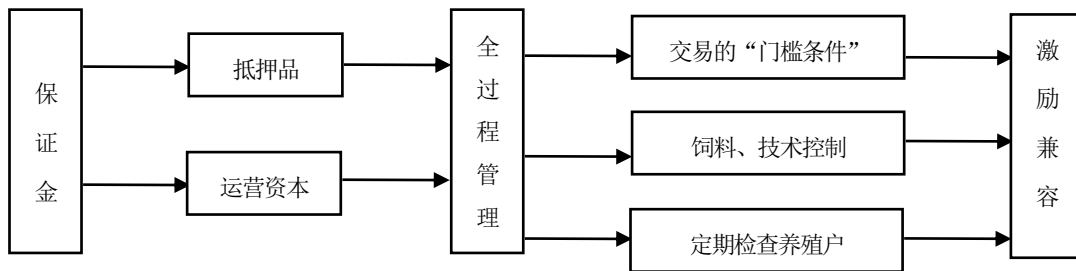 保证金
抵押品
运营资本
全过程管理
交易的“门槛条件”
饲料、技术控制
定期检查养殖户
激励兼容